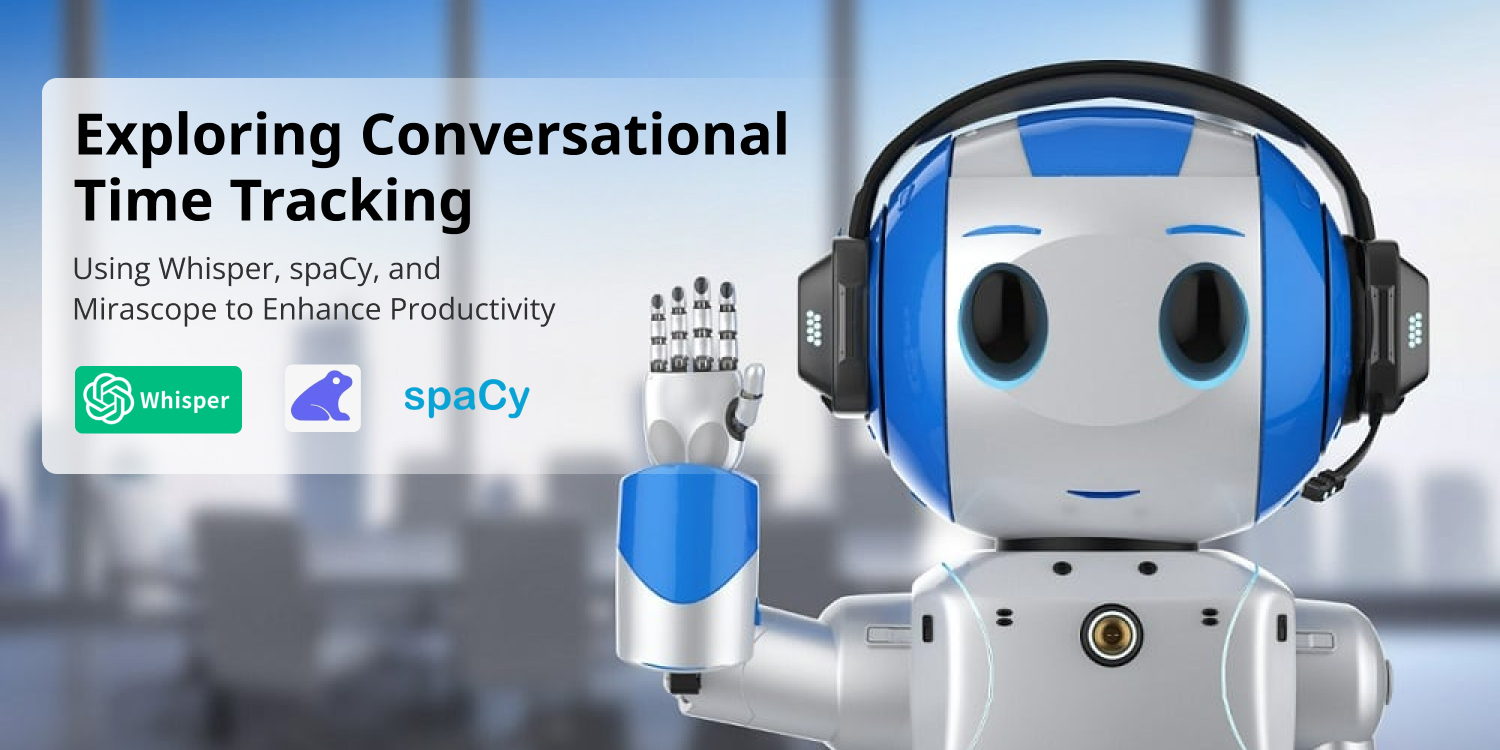 Exploring Conversational
Time Tracking
Using Whisper, spaCy, and
Mirascope to Enhance Productivity
Whisper
spaCy